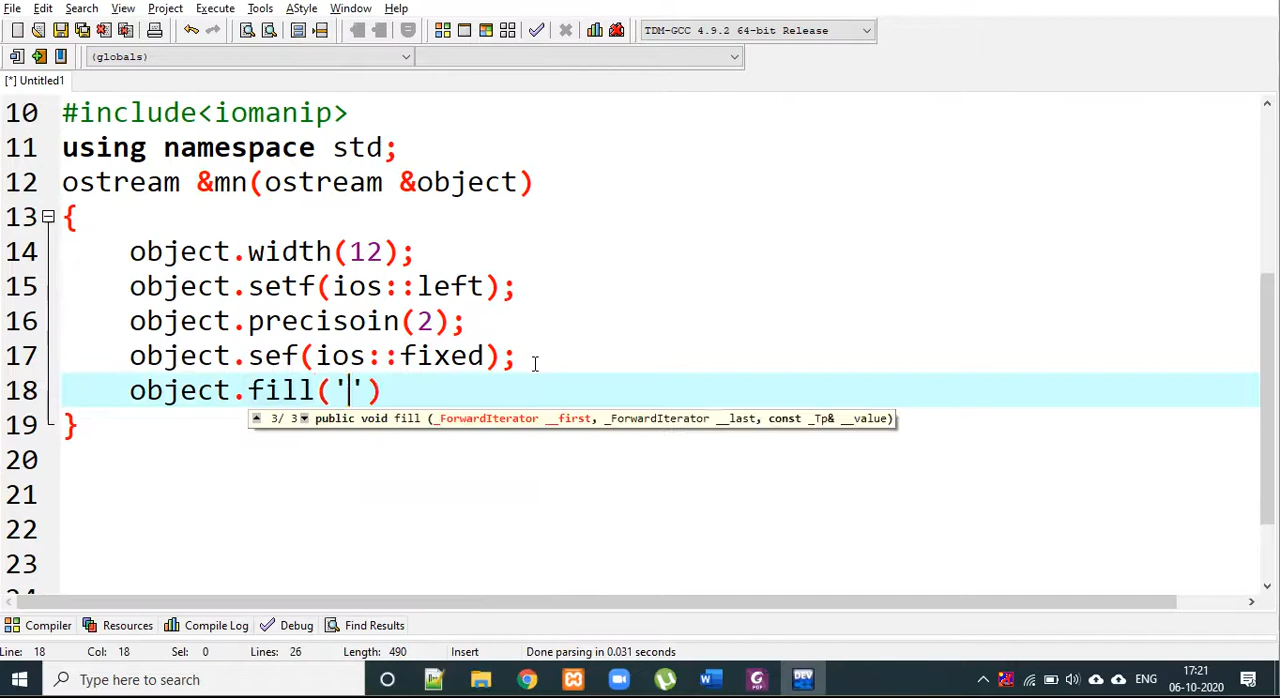 File Edit Search View Project Execute Tools AStyle Window Help
TDM-GCC 4.9.2 64-bit Release
(globals)
[*] Untitled1
10 #include<iomanip>
11 using namespace std;
12 ostream &mn(ostream &object)
13 {
14 object.width(12);
15 object.setf(ios::left);
16 object.precisoin(2);
17 object.sef(ios::fixed);
18 object.fill('')
3/ 3 public void fill (_ForwardIterator __first, _ForwardIterator __last, const _Tp& __value)
19 }
20
21
22
23
Compiler Resources Compile Log Debug Find Results
Line: 18 Col: 18 Sel: 0 Lines: 26 Length: 490 Insert Done parsing in 0.031 seconds
Type here to search
DEV
ENG
17:21
06-10-2020